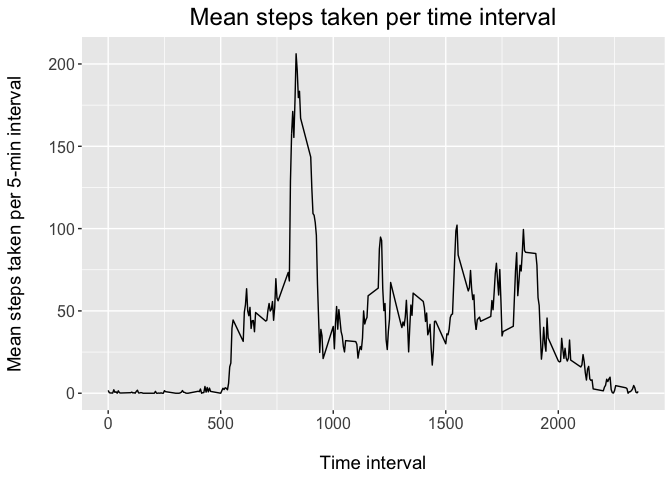 Mean steps taken per time interval
Mean steps taken per 5-min interval
200
150
100
50
0
0 500 1000 1500 2000
Time interval